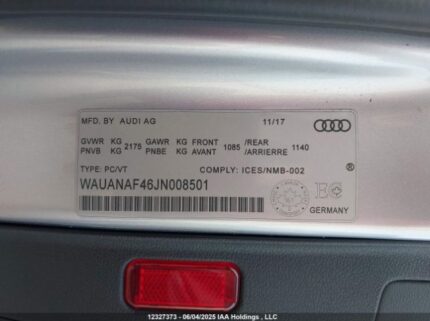 MFD. BY AUDI AG 11/17
GVWR KG 2175 GAWR KG FRONT 1085 /REAR 1140
PNVB KG PNBE KG AVANT /ARRIERRE
TYPE: PC/VT COMPLY: ICES/NMB-002
WAUANAF46JN008501
GERMANY
12327373 - 06/04/2025 IAA Holdings , LLC